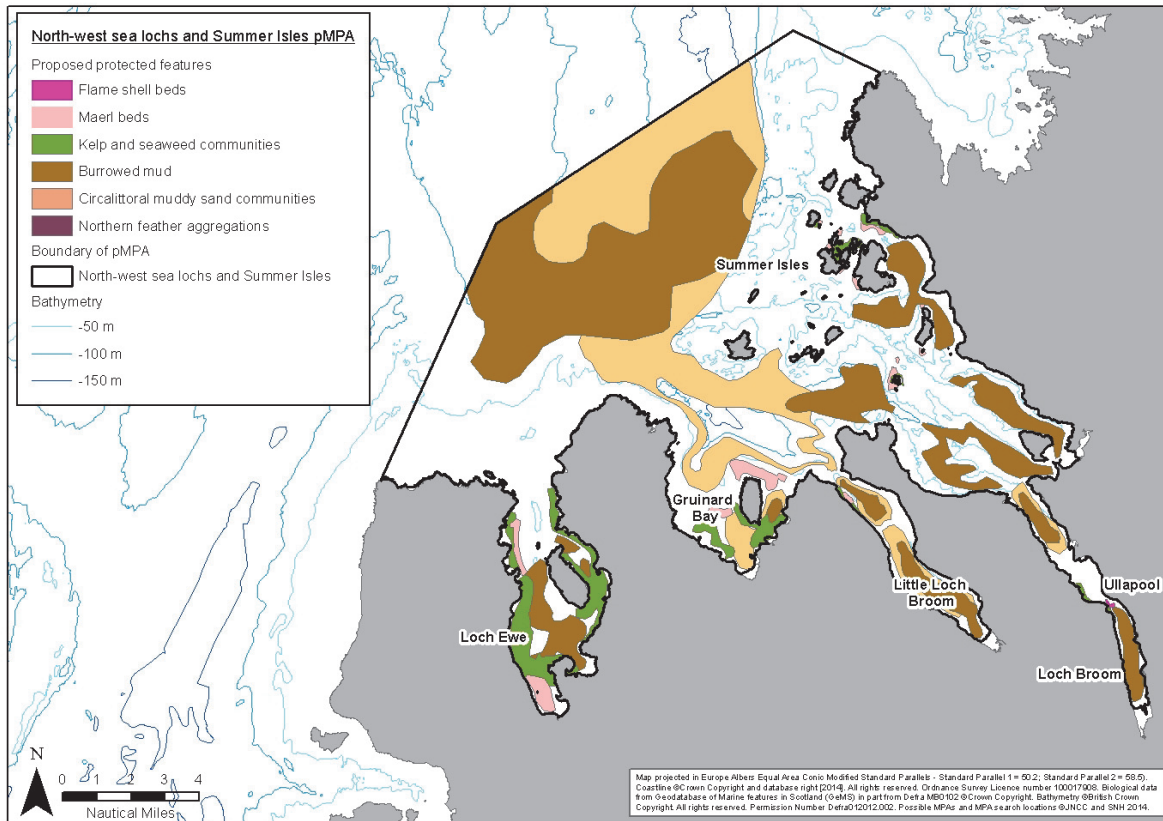 North-west sea lochs and Summer Isles pMPA
Proposed protected features
Flame shell beds
Maerl beds
Kelp and seaweed communities
Burrowed mud
Circalittoral muddy sand communities
Northern feather aggregations
Boundary of pMPA
North-west sea lochs and Summer Isles
Bathymetry
-50 m
-100 m
-150 m
Summer Isles
Gruinard
Bay
Loch Ewe
Little Loch
Broom
Ullapool
Loch Broom
N
0 1 2 3 4
Nautical Miles
Map projected in Europe Albers Equal Area Conic Modified Standard Parallels - Standard Parallel 1 = 50.2; Standard Parallel 2 = 58.5).
Coastline ©Crown Copyright and database right [2014]. All rights reserved. Ordnance Survey Licence number 100017908. Biological data
from Geodatabase of Marine features in Scotland (GeMS) in part from Defra MB0102 ©Crown Copyright. Bathymetry ©British Crown
Copyright. All rights reserved. Permission Number Defra012012.002. Possible MPAs and MPA search locations ©JNCC and SNH 2014.